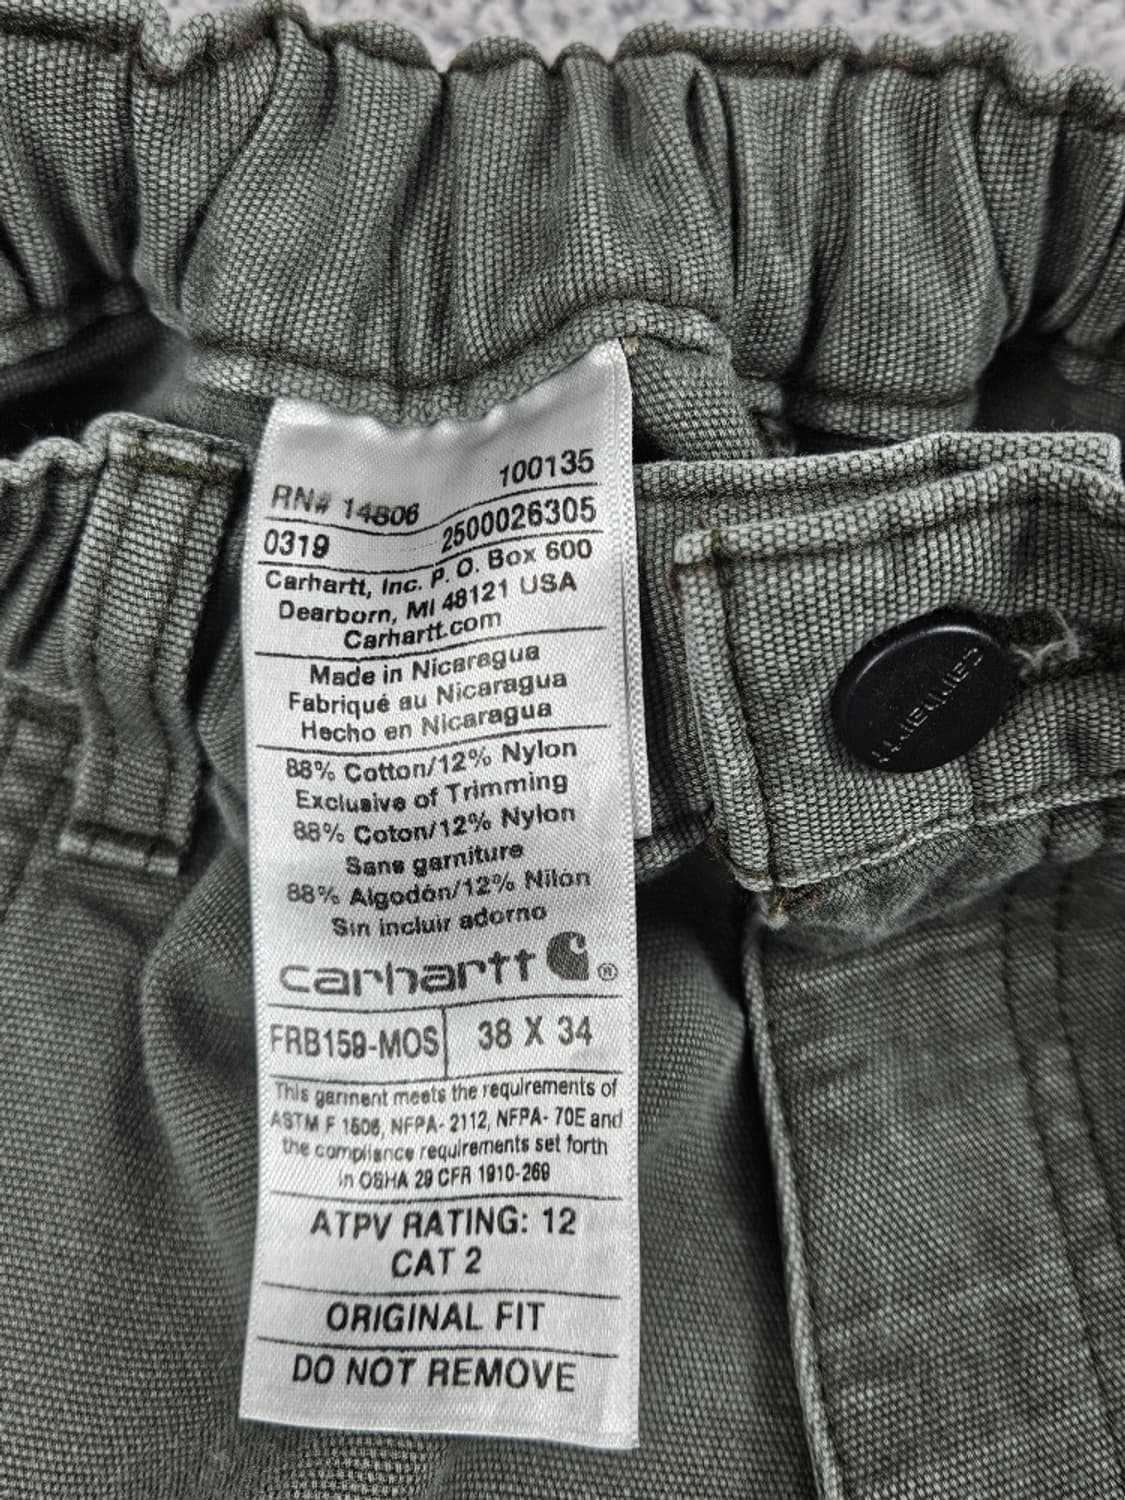 100135
RN# 14806
0319 2500026305
Carhartt, Inc. P.O. Box 600
Dearborn, MI 48121 USA
Carhartt.com
Made in Nicaragua
Fabriqué au Nicaragua
Hecho en Nicaragua
88% Cotton/12% Nylon
Exclusive of Trimming
88% Coton/12% Nylon
Sans garniture
88% Algodón/12% Nilon
Sin incluir adorno
carhartt ®
FRB159-MOS 38 X 34
This garment meets the requirements of
ASTM F 1506, NFPA- 2112, NFPA- 70E and
the compliance requirements set forth
in OSHA 29 CFR 1910-269
ATPV RATING: 12
CAT 2
ORIGINAL FIT
DO NOT REMOVE
CARHARTT